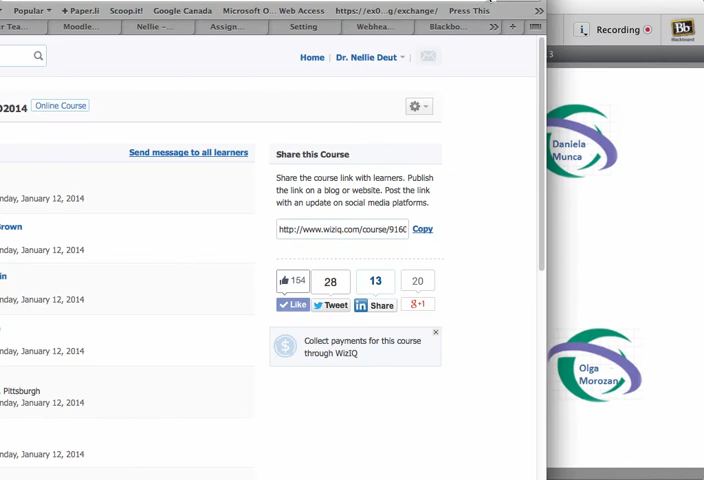 Popular
+ Paper.li
Scoop.it!
Google Canada
Microsoft O... Web Access
https://ex0...g/exchange/
Press This
>>
r Tea...
Moodle...
Nellie –...
Assign...
Setting
Webhea...
Blackbo...
+
Recording
Bb
Home
Dr. Nellie Deut
2014
Online Course
3
Send message to all learners
nday, January 12, 2014
rown
nday, January 12, 2014
in
nday, January 12, 2014
nday, January 12, 2014
, Pittsburgh
nday, January 12, 2014
nday, January 12, 2014
Share this Course
Share the course link with learners. Publish
the link on a blog or website. Post the link
with an update on social media platforms.
http://www.wiziq.com/course/9160
Copy
154
28
13
20
Like
Tweet
in Share
g +1
$
Collect payments for this course
through WizIQ
Daniela
Munca
Olga
Morozan